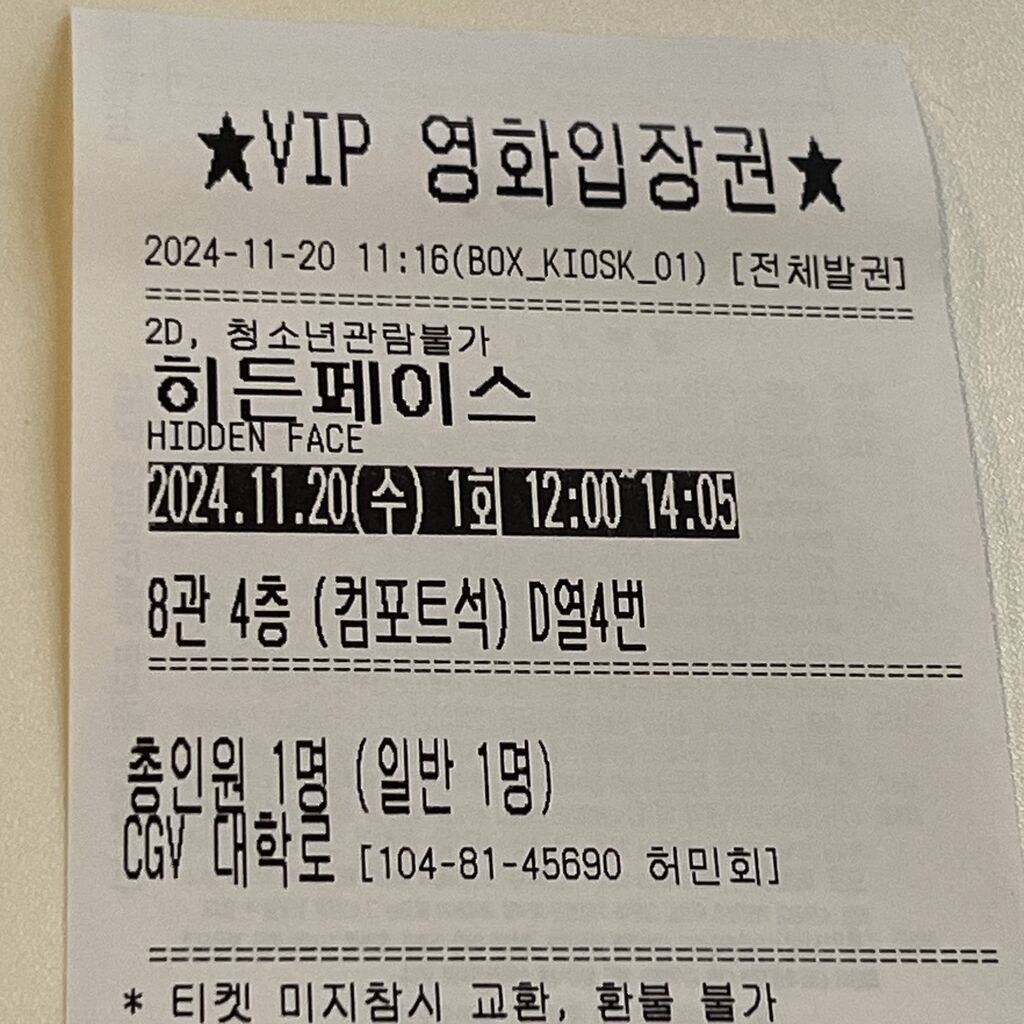 ★VIP 영화입장권★
2024-11-20 11:16(BOX_KIOSK_01) [전체발권]
==========================================
2D, 청소년관람불가
히든페이스
HIDDEN FACE
2024.11.20(수) 1회 12:00~14:05
8관 4층 (컴포트석) D열4번
==========================================
총인원 1명 (일반 1명)
CGV 대학로 [104-81-45690 허민회]
==========================================
* 티켓 미지참시 교환, 환불 불가